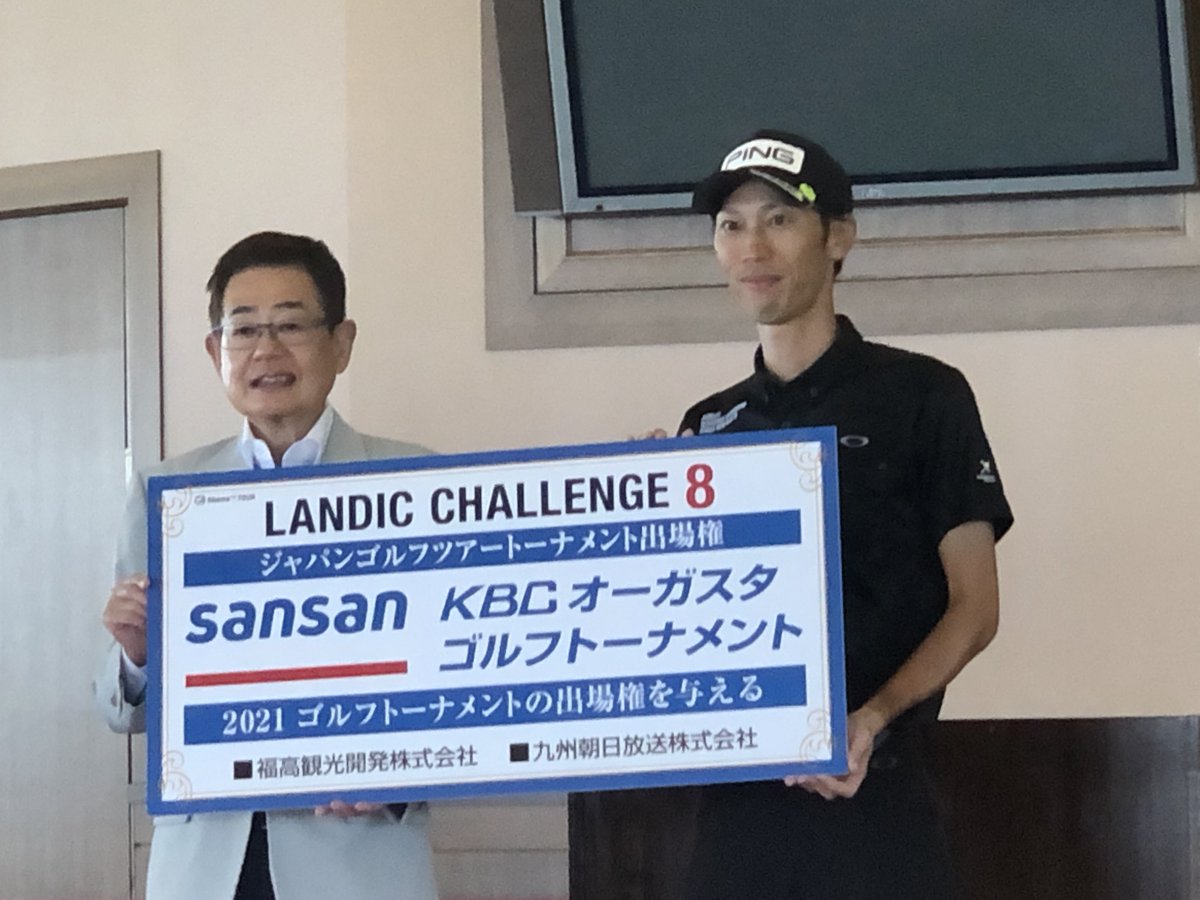 PING
Abema TV TOUR
LANDIC CHALLENGE 8
ジャパンゴルフツアートーナメント出場権
sansan
KBCオーガスタ
ゴルフトーナメント
2021 ゴルフトーナメントの出場権を与える
■福高観光開発株式会社 ■九州朝日放送株式会社